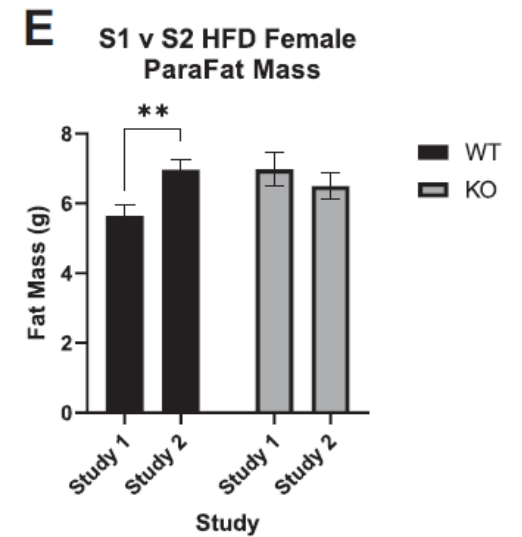 E
S1 v S2 HFD Female
ParaFat Mass
**
WT
KO
Fat Mass (g)
8
6
4
2
0
Study 1
Study 2
Study 1
Study 2
Study